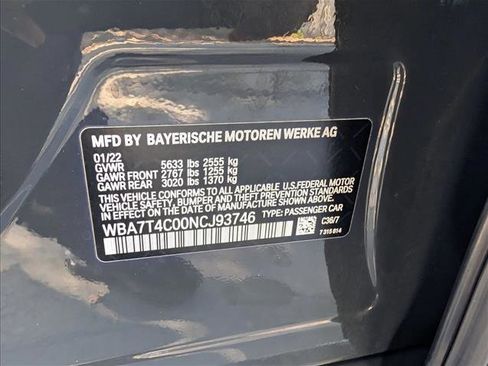 MFD BY BAYERISCHE MOTOREN WERKE AG
01/22
GVWR 5633 lbs 2555 kg
GAWR FRONT 2767 lbs 1255 kg
GAWR REAR 3020 lbs 1370 kg
THIS VEHICLE CONFORMS TO ALL APPLICABLE U.S.FEDERAL MOTOR
VEHICLE SAFETY, BUMPER AND THEFT PREVENTION STANDARDS
IN EFFECT ON THE DATE OF MANUFACTURE SHOWN ABOVE.
WBA7T4C00NCJ93746 TYPE: PASSENGER CAR
C36/7
7 315 814